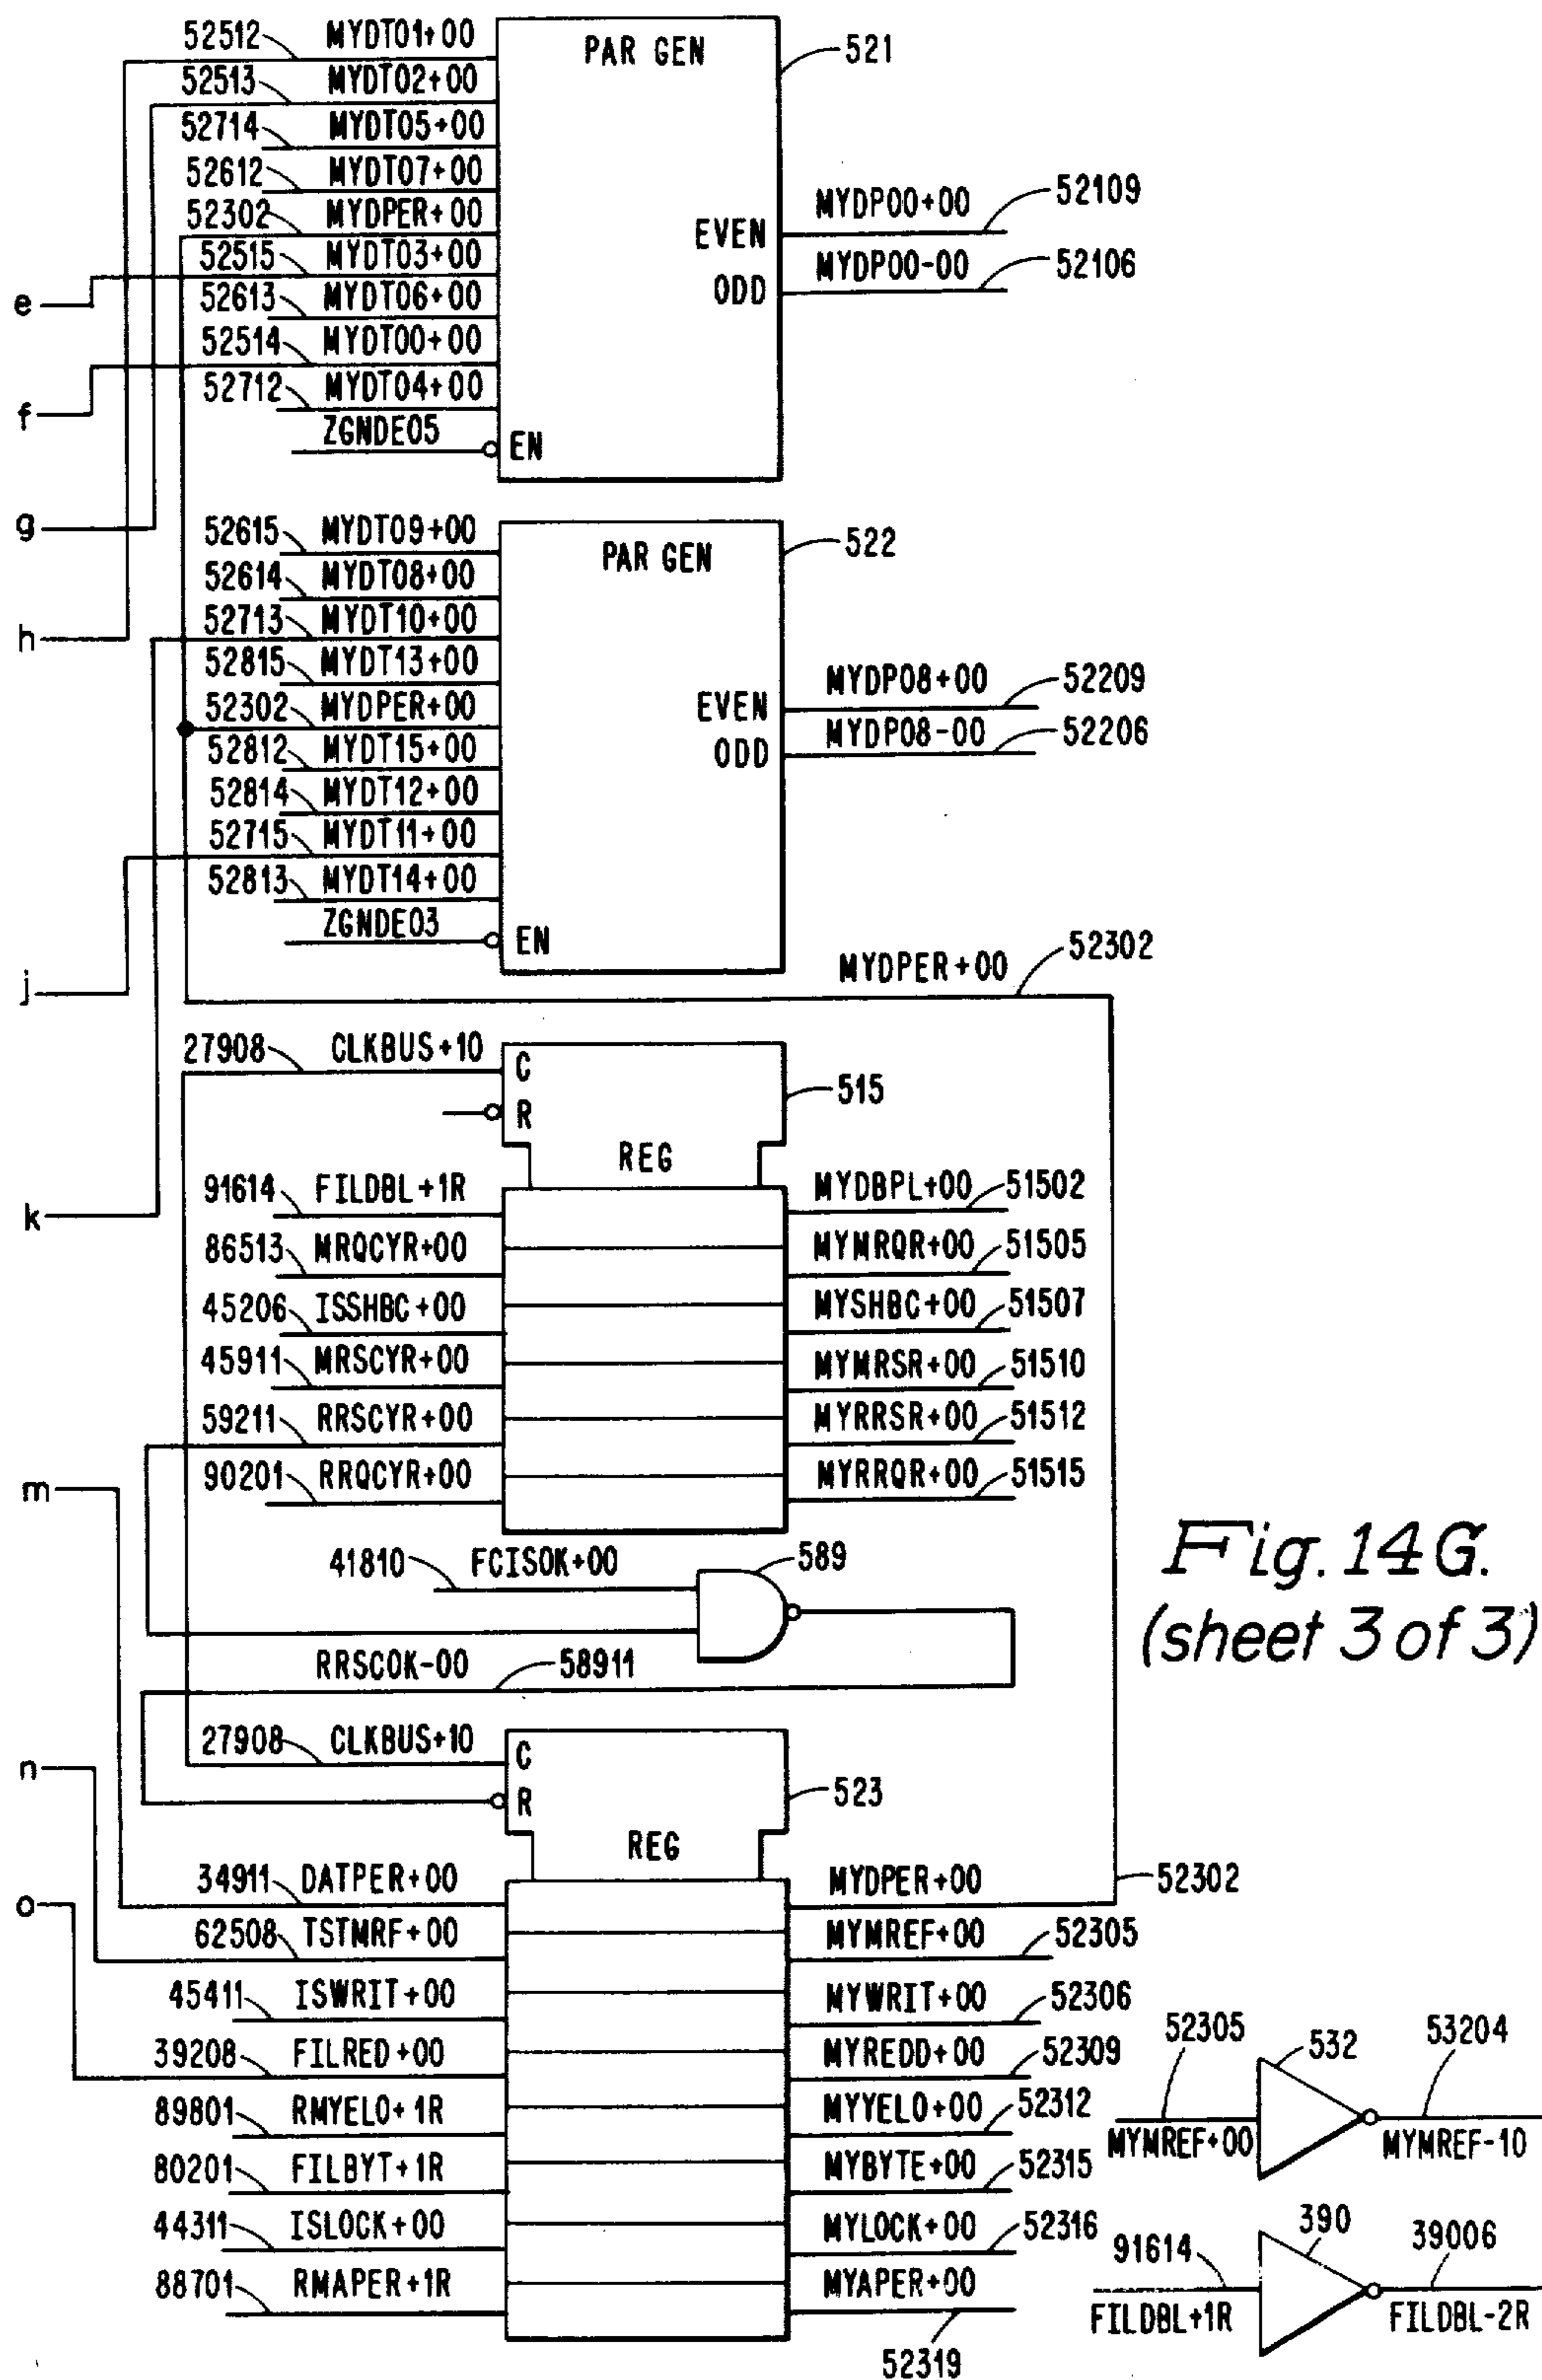 52512 MYDT01+00
52513 MYDT02+00
52714 MYDT05+00
52612 MYDT07+00
52302 MYDPER+00
52515 MYDT03+00
52613 MYDT06+00
52514 MYDT00+00
52712 MYDT04+00
ZGNDE05
EN
PAR GEN
521
EVEN
MYDP00+00
52109
ODD
MYDP00-00
52106
e
f
g
h
52615 MYDT09+00
52614 MYDT08+00
52713 MYDT10+00
52815 MYDT13+00
52302 MYDPER+00
52812 MYDT15+00
52814 MYDT12+00
52715 MYDT11+00
52813 MYDT14+00
ZGNDE03
EN
PAR GEN
522
EVEN
MYDP08+00
52209
ODD
MYDP08-00
52206
j
k
MYDPER+00
52302
27908 CLKBUS+10
C
R
REG
515
91614 FILDBL+1R
MYDBPL+00 51502
86513 MRQCYR+00
MYMRQR+00 51505
45206 ISSHBC+00
MYSHBC+00 51507
45911 MRSCYR+00
MYMRSR+00 51510
59211 RRSCYR+00
MYRRSR+00 51512
90201 RRQCYR+00
MYRRQR+00 51515
41810 FCISOK+00
589
RRSCOK-00 58911
Fig. 14G.
(sheet 3 of 3)
m
n
o
27908 CLKBUS+10
C
R
REG
523
34911 DATPER+00
MYDPER+00 52302
62508 TSTMRF+00
MYMREF+00 52305
45411 ISWRIT+00
MYWRIT+00 52306
39208 FILRED+00
MYREDD+00 52309
89801 RMYELO+1R
MYYELO+00 52312
80201 FILBYT+1R
MYBYTE+00 52315
44311 ISLOCK+00
MYLOCK+00 52316
88701 RMAPER+1R
MYAPER+00
52319
52305
532
53204
MYMREF+00
MYMREF-10
91614
390
39006
FILDBL+1R
FILDBL-2R